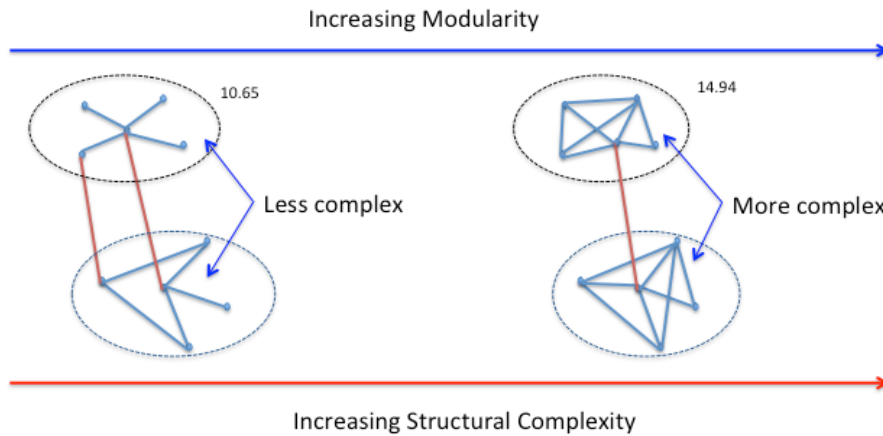 Increasing Modularity
10.65
14.94
Less complex
More complex
Increasing Structural Complexity